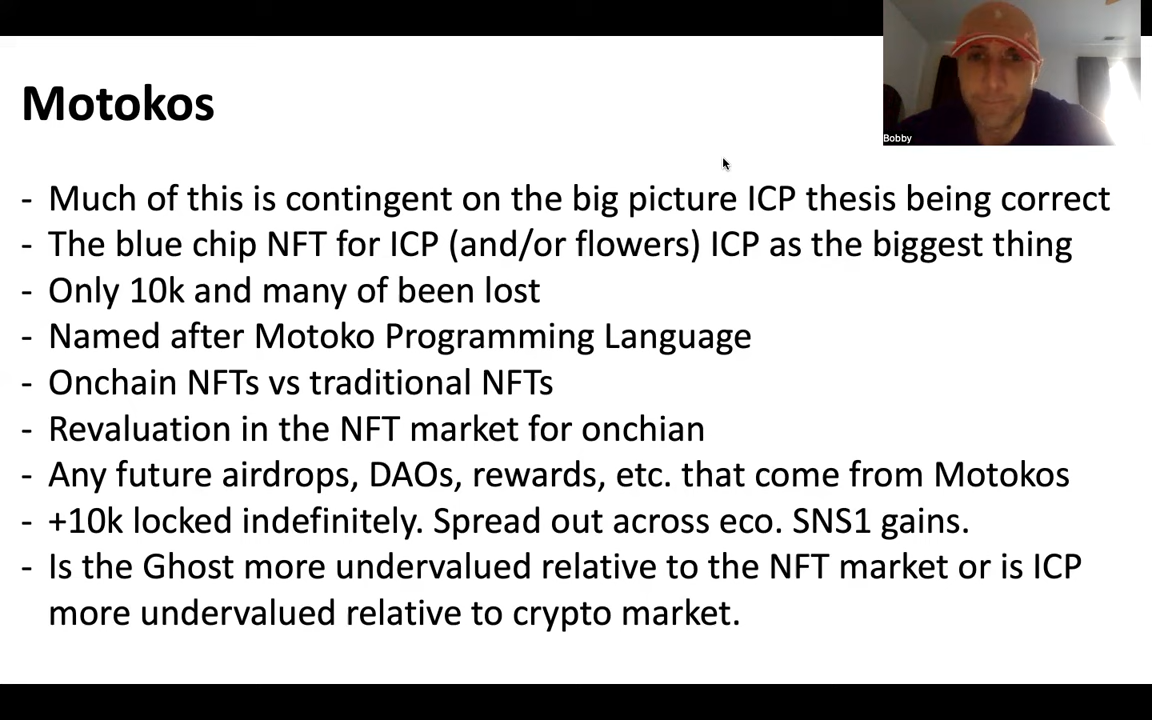 Motokos
Bobby
- Much of this is contingent on the big picture ICP thesis being correct
- The blue chip NFT for ICP (and/or flowers) ICP as the biggest thing
- Only 10k and many of been lost
- Named after Motoko Programming Language
- Onchain NFTs vs traditional NFTs
- Revaluation in the NFT market for onchian
- Any future airdrops, DAOs, rewards, etc. that come from Motokos
- +10k locked indefinitely. Spread out across eco. SNS1 gains.
- Is the Ghost more undervalued relative to the NFT market or is ICP
more undervalued relative to crypto market.